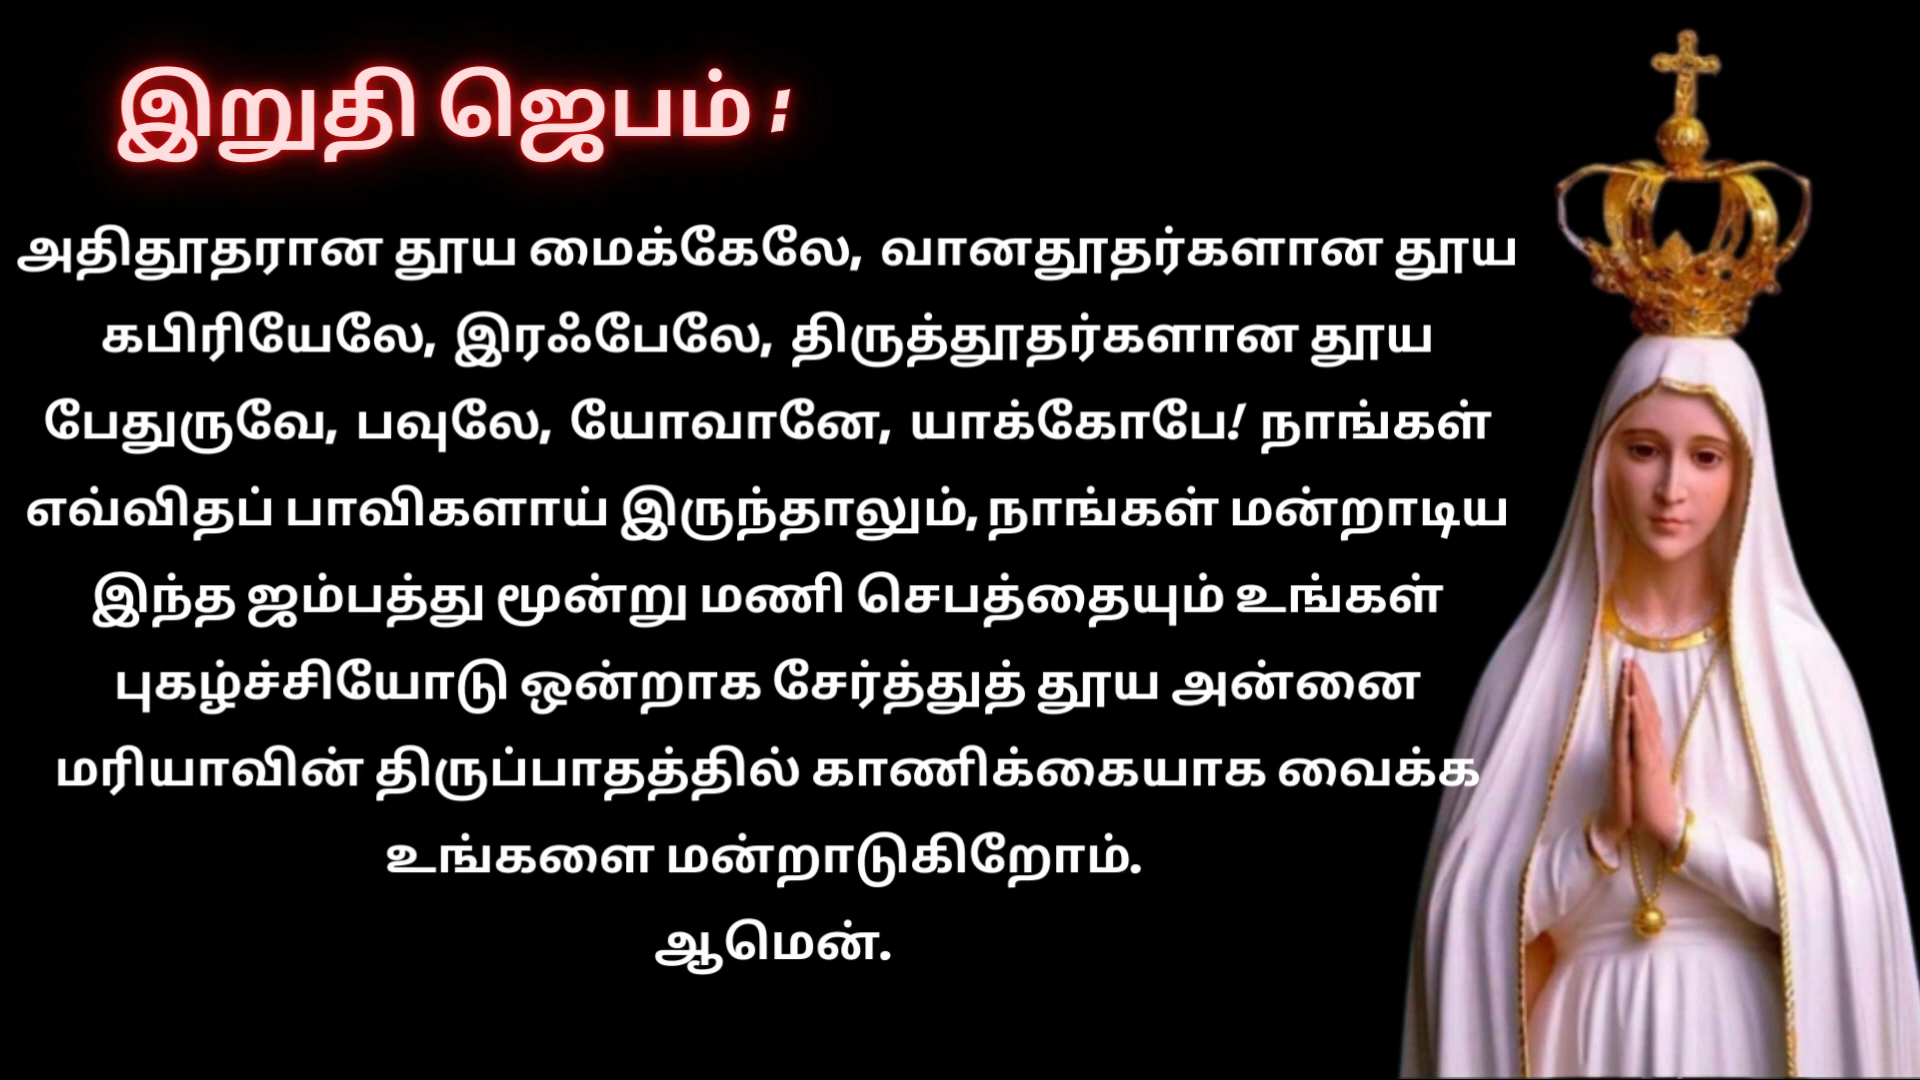 இறுதி ஜெபம் :
அதிதூதரான தூய மைக்கேலே, வானதூதர்களான தூய
கபிரியேலே, இரஃபேலே, திருத்தூதர்களான தூய
பேதுருவே, பவுலே, யோவானே, யாக்கோபே! நாங்கள்
எவ்விதப் பாவிகளாய் இருந்தாலும், நாங்கள் மன்றாடிய
இந்த ஜம்பத்து மூன்று மணி செபத்தையும் உங்கள்
புகழ்ச்சியோடு ஒன்றாக சேர்த்துத் தூய அன்னை
மரியாவின் திருப்பாதத்தில் காணிக்கையாக வைக்க
உங்களை மன்றாடுகிறோம்.
ஆமென்.